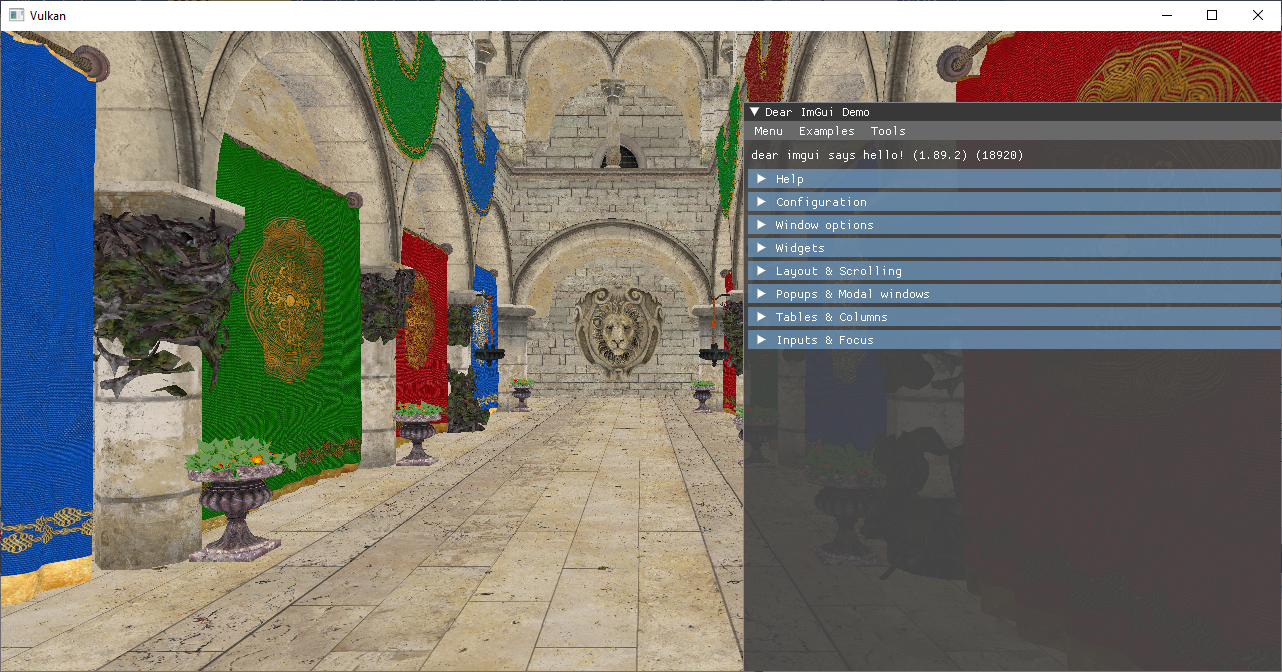 Vulkan
Dear ImGui Demo
Menu Examples Tools
dear imgui says hello! (1.89.2) (18920)
Help
Configuration
Window options
Widgets
Layout & Scrolling
Popups & Modal windows
Tables & Columns
Inputs & Focus